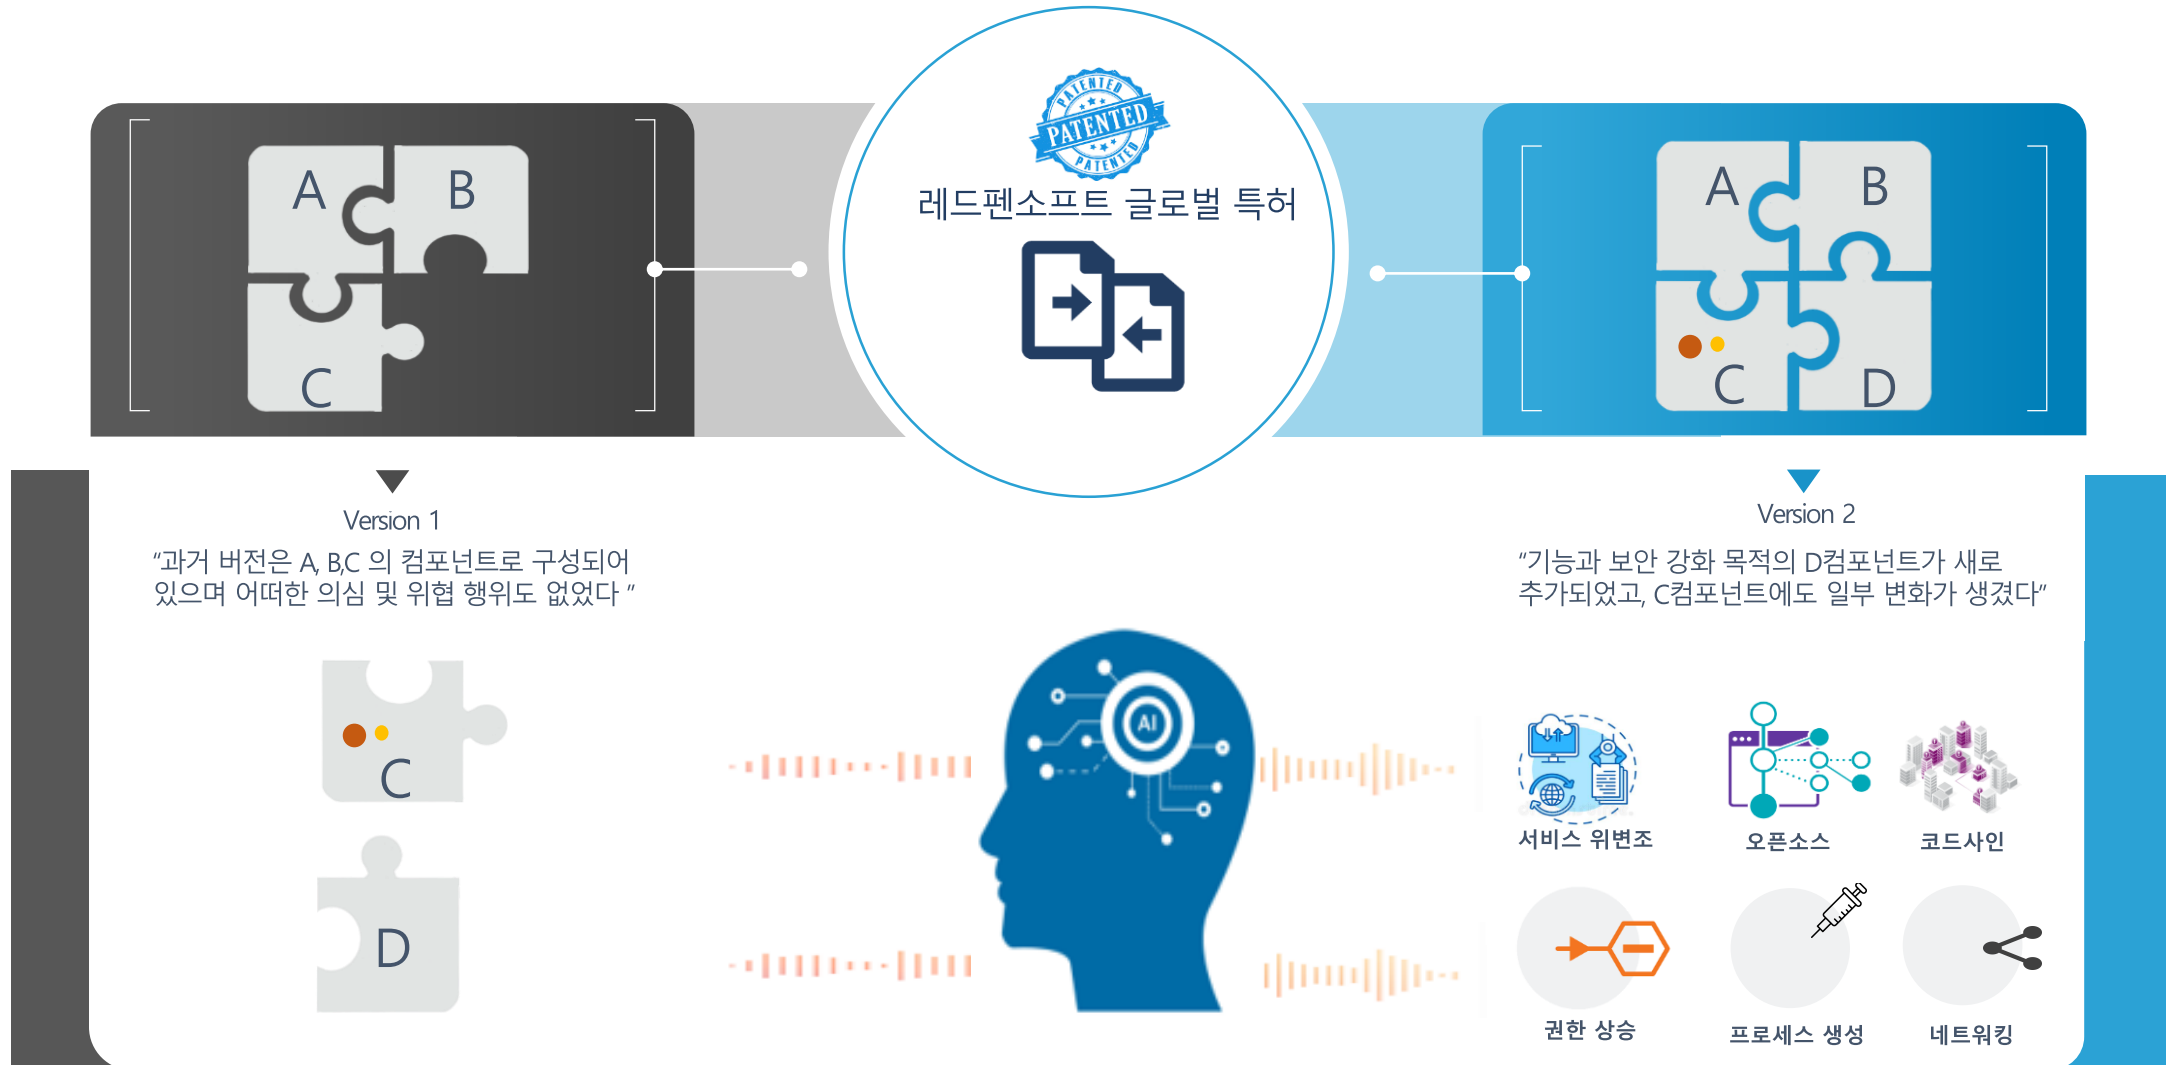 PATENTED
PATENTED
PATENTED
레드펜소프트 글로벌 특허
A
B
C
A
B
C
D
Version 1
“과거 버전은 A, B,C 의 컴포넌트로 구성되어
있으며 어떠한 의심 및 위협 행위도 없었다 ”
Version 2
“기능과 보안 강화 목적의 D컴포넌트가 새로
추가되었고, C컴포넌트에도 일부 변화가 생겼다”
C
D
AI
서비스 위변조
오픈소스
코드사인
권한 상승
프로세스 생성
네트워킹